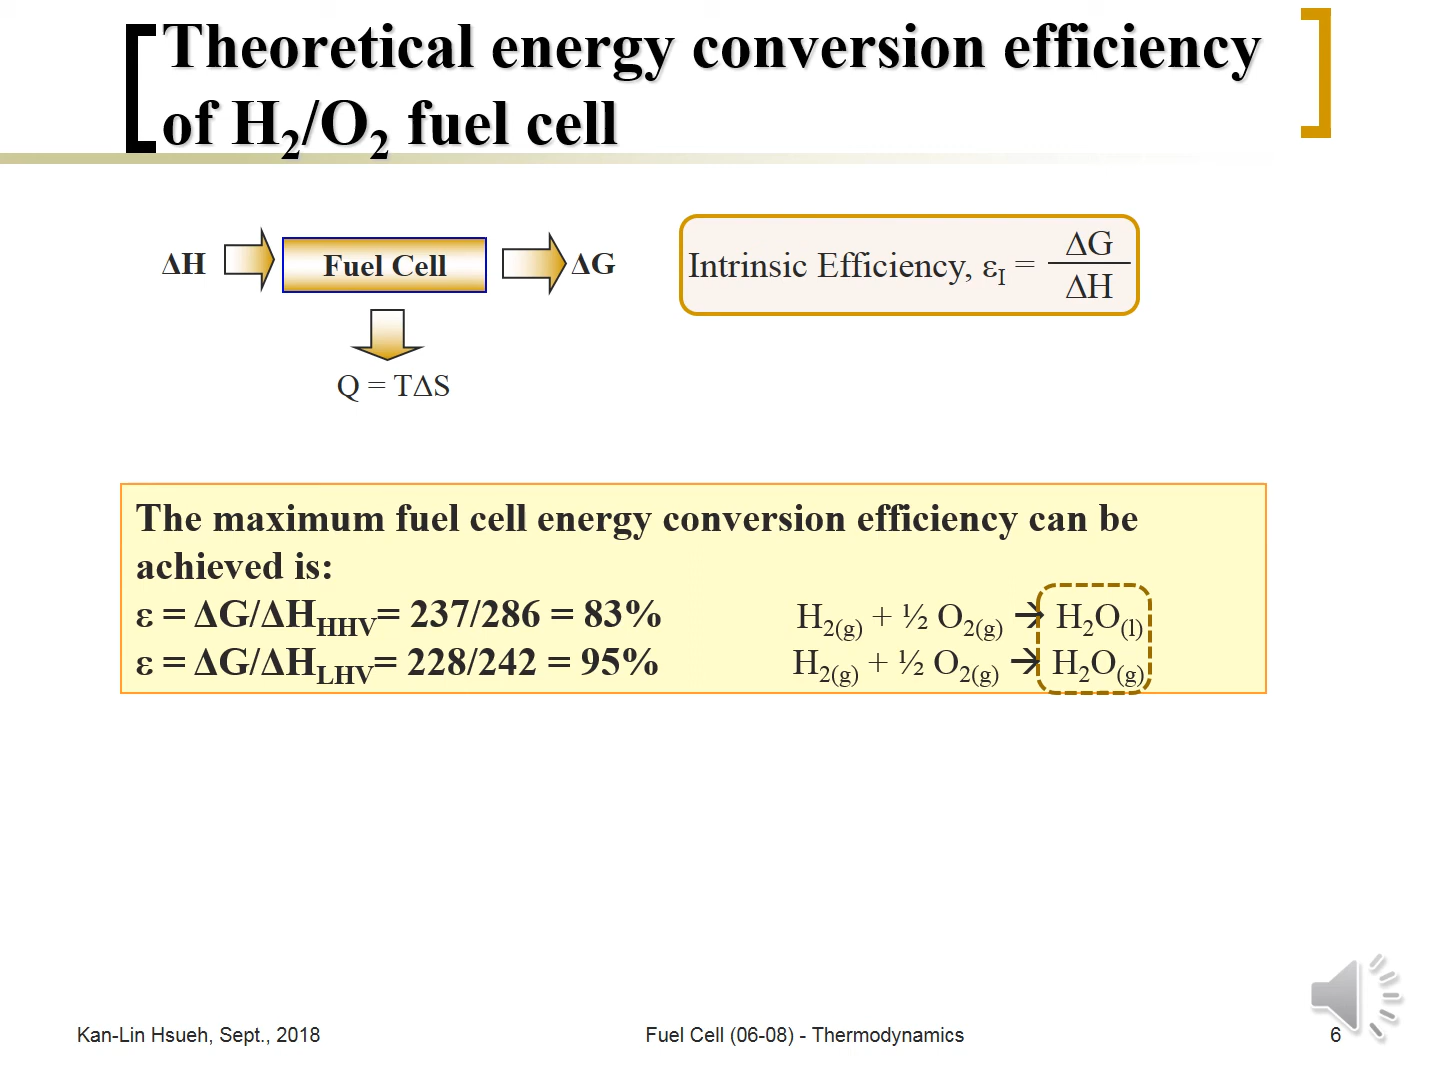 Theoretical energy conversion efficiency
of H2/O2 fuel cell
ΔH
Fuel Cell
ΔG
Q = TΔS
Intrinsic Efficiency, εI = ΔG
ΔH
The maximum fuel cell energy conversion efficiency can be
achieved is:
ε = ΔG/ΔHHHV= 237/286 = 83% H2(g) + ½ O2(g) → H2O(l)
ε = ΔG/ΔHLHV= 228/242 = 95% H2(g) + ½ O2(g) → H2O(g)
Kan-Lin Hsueh, Sept., 2018 Fuel Cell (06-08) - Thermodynamics 6